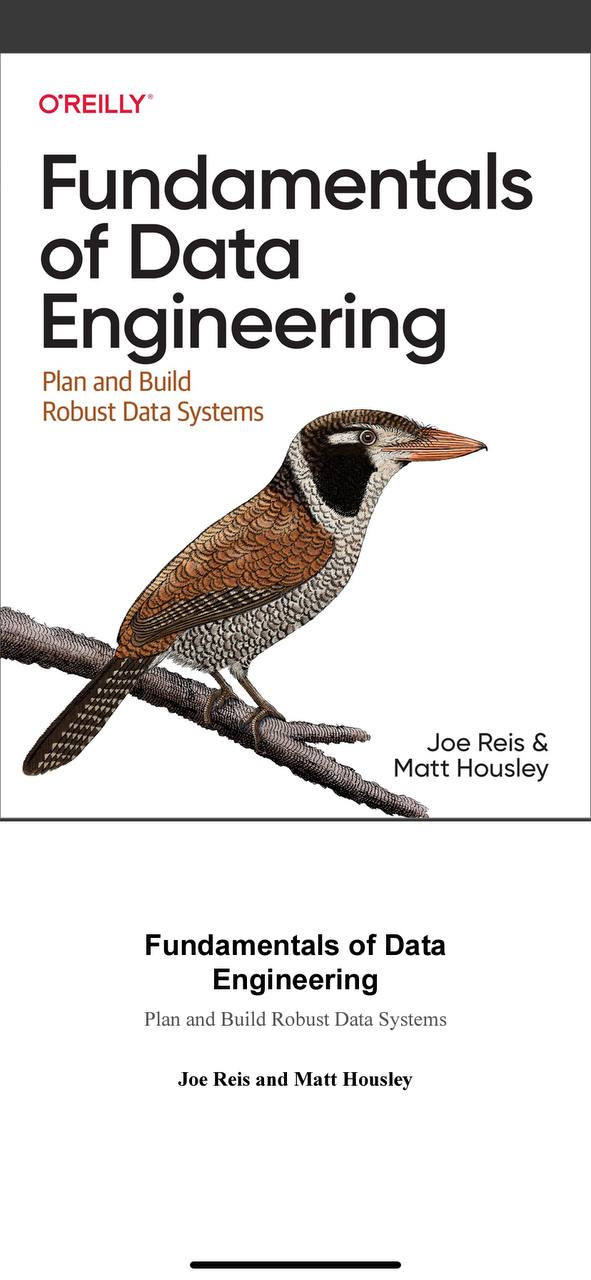 O'REILLY®
Fundamentals
of Data
Engineering
Plan and Build
Robust Data Systems
Joe Reis &
Matt Housley
Fundamentals of Data
Engineering
Plan and Build Robust Data Systems
Joe Reis and Matt Housley